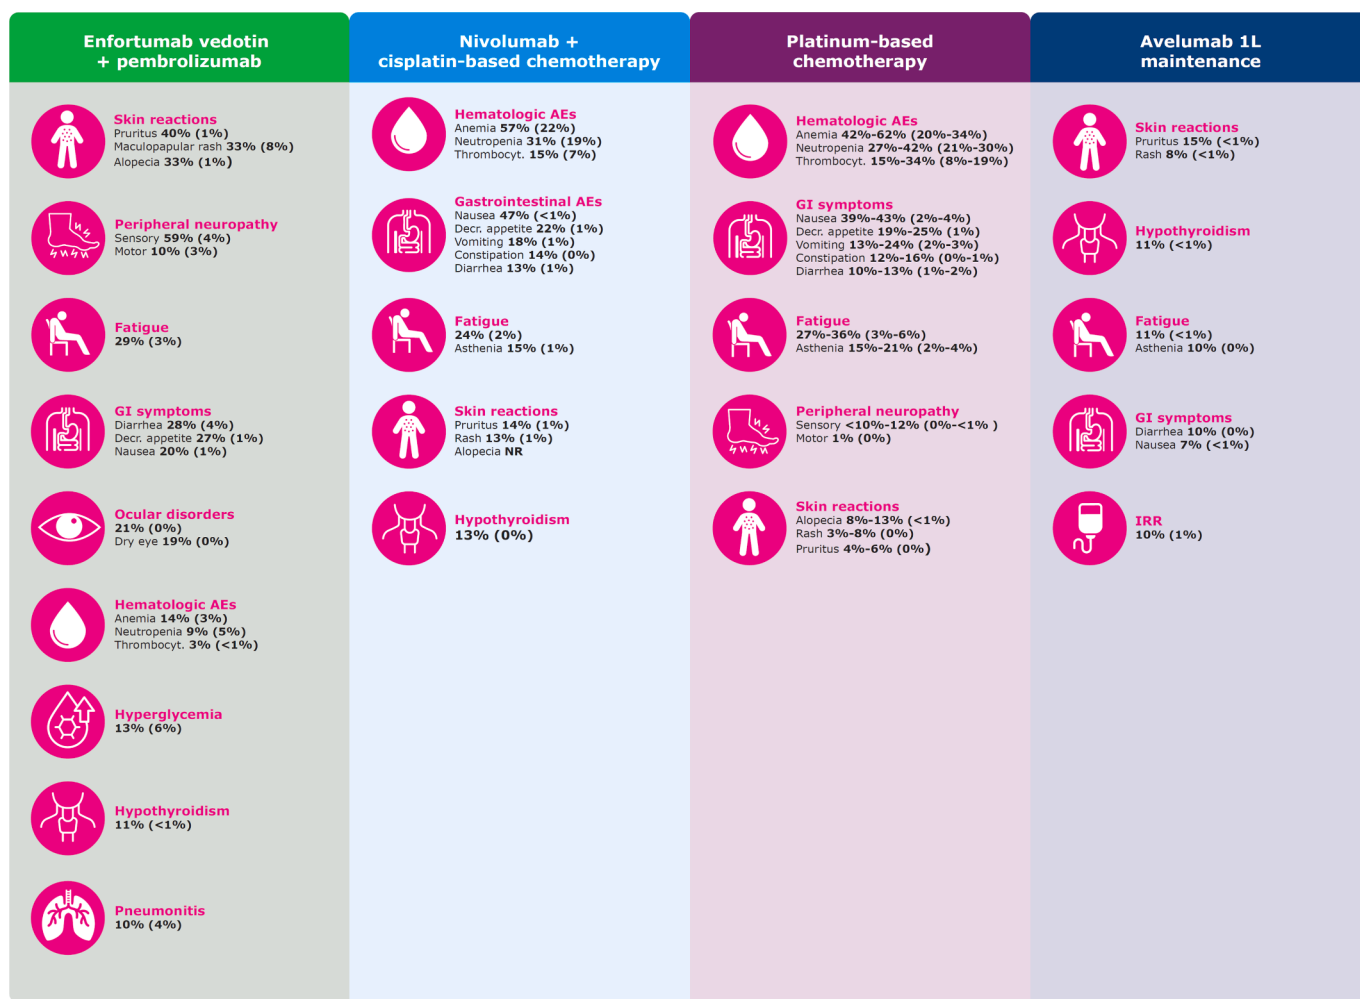 Enfortumab vedotin
+ pembrolizumab
Skin reactions
Pruritus 40% (1%)
Maculopapular rash 33% (8%)
Alopecia 33% (1%)
Peripheral neuropathy
Sensory 59% (4%)
Motor 10% (3%)
Fatigue
29% (3%)
GI symptoms
Diarrhea 28% (4%)
Decr. appetite 27% (1%)
Nausea 20% (1%)
Ocular disorders
21% (0%)
Dry eye 19% (0%)
Hematologic AEs
Anemia 14% (3%)
Neutropenia 9% (5%)
Thrombocyt. 3% (<1%)
Hyperglycemia
13% (6%)
Hypothyroidism
11% (<1%)
Pneumonitis
10% (4%)
Nivolumab +
cisplatin-based chemotherapy
Hematologic AEs
Anemia 57% (22%)
Neutropenia 31% (19%)
Thrombocyt. 15% (7%)
Gastrointestinal AEs
Nausea 47% (<1%)
Decr. appetite 22% (1%)
Vomiting 18% (1%)
Constipation 14% (0%)
Diarrhea 13% (1%)
Fatigue
24% (2%)
Asthenia 15% (1%)
Skin reactions
Pruritus 14% (1%)
Rash 13% (1%)
Alopecia NR
Hypothyroidism
13% (0%)
Platinum-based
chemotherapy
Hematologic AEs
Anemia 42%-62% (20%-34%)
Neutropenia 27%-42% (21%-30%)
Thrombocyt. 15%-34% (8%-19%)
GI symptoms
Nausea 39%-43% (2%-4%)
Decr. appetite 19%-25% (1%)
Vomiting 13%-24% (2%-3%)
Constipation 12%-16% (0%-1%)
Diarrhea 10%-13% (1%-2%)
Fatigue
27%-36% (3%-6%)
Asthenia 15%-21% (2%-4%)
Peripheral neuropathy
Sensory <10%-12% (0%-<1% )
Motor 1% (0%)
Skin reactions
Alopecia 8%-13% (<1%)
Rash 3%-8% (0%)
Pruritus 4%-6% (0%)
Avelumab 1L
maintenance
Skin reactions
Pruritus 15% (<1%)
Rash 8% (<1%)
Hypothyroidism
11% (<1%)
Fatigue
11% (<1%)
Asthenia 10% (0%)
GI symptoms
Diarrhea 10% (0%)
Nausea 7% (<1%)
IRR
10% (1%)